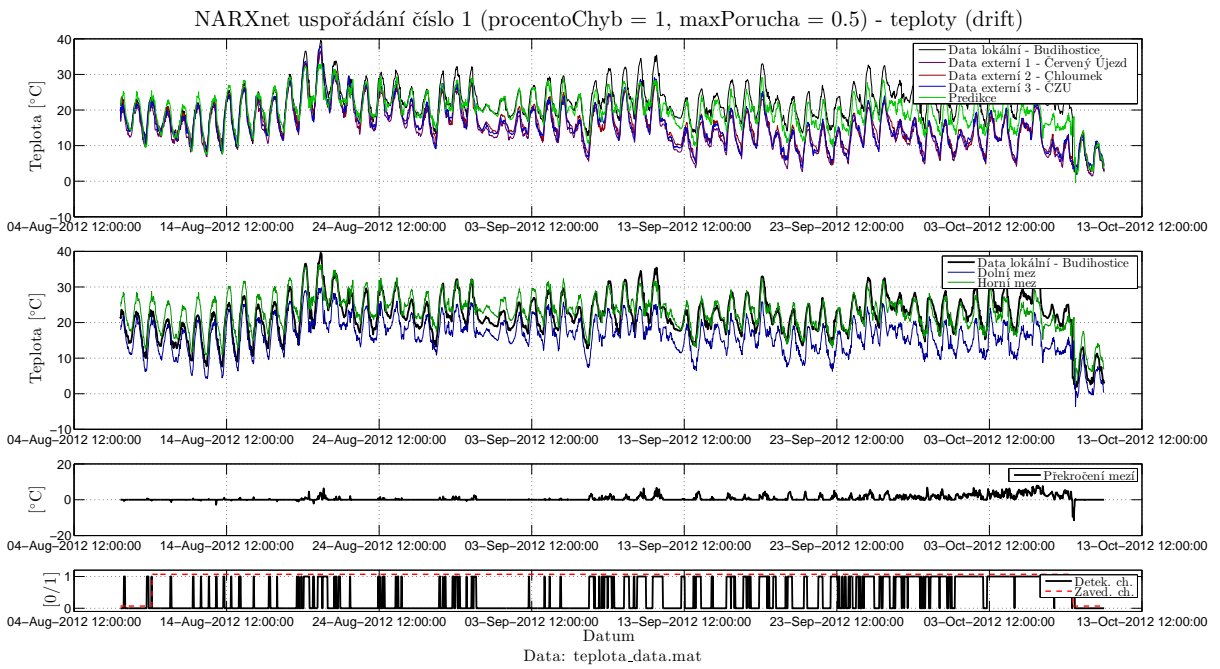 NARXnet uspořádání číslo 1 (procentoChyb = 1, maxPorucha = 0.5) - teploty (drift)
Teplota [°C]
40
30
20
10
0
−10
Data lokální - Budihostice
Data externí 1 - Červený Újezd
Data externí 2 - Chloumek
Data externí 3 - ČZU
Predikce
04−Aug−2012 12:00:00 14−Aug−2012 12:00:00 24−Aug−2012 12:00:00 03−Sep−2012 12:00:00 13−Sep−2012 12:00:00 23−Sep−2012 12:00:00 03−Oct−2012 12:00:00 13−Oct−2012 12:00:00
Teplota [°C]
40
30
20
10
0
−10
Data lokální - Budihostice
Dolní mez
Horní mez
04−Aug−2012 12:00:00 14−Aug−2012 12:00:00 24−Aug−2012 12:00:00 03−Sep−2012 12:00:00 13−Sep−2012 12:00:00 23−Sep−2012 12:00:00 03−Oct−2012 12:00:00 13−Oct−2012 12:00:00
[°C]
20
0
−20
Překročení mezí
04−Aug−2012 12:00:00 14−Aug−2012 12:00:00 24−Aug−2012 12:00:00 03−Sep−2012 12:00:00 13−Sep−2012 12:00:00 23−Sep−2012 12:00:00 03−Oct−2012 12:00:00 13−Oct−2012 12:00:00
[0/1]
1
0
Detek. ch.
Zaved. ch.
04−Aug−2012 12:00:00 14−Aug−2012 12:00:00 24−Aug−2012 12:00:00 03−Sep−2012 12:00:00 13−Sep−2012 12:00:00 23−Sep−2012 12:00:00 03−Oct−2012 12:00:00 13−Oct−2012 12:00:00
Datum
Data: teplota_data.mat